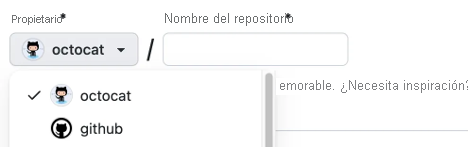 Propietario*
Nombre del repositorio*
octocat /
octocat
emorable. ¿Necesita inspiración?
github